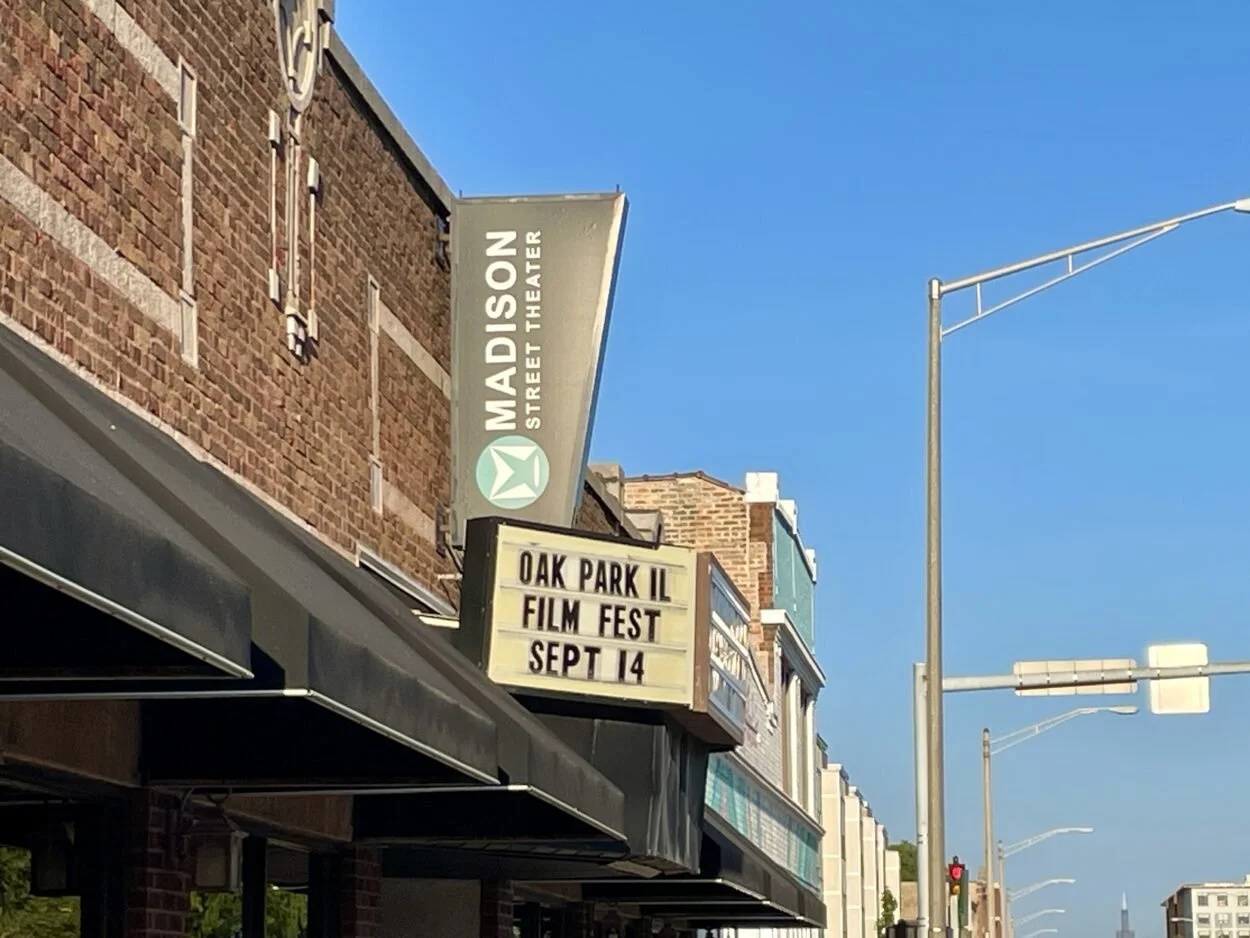 MADISON
STREET THEATER
OAK PARK IL
FILM FEST
SEPT 14